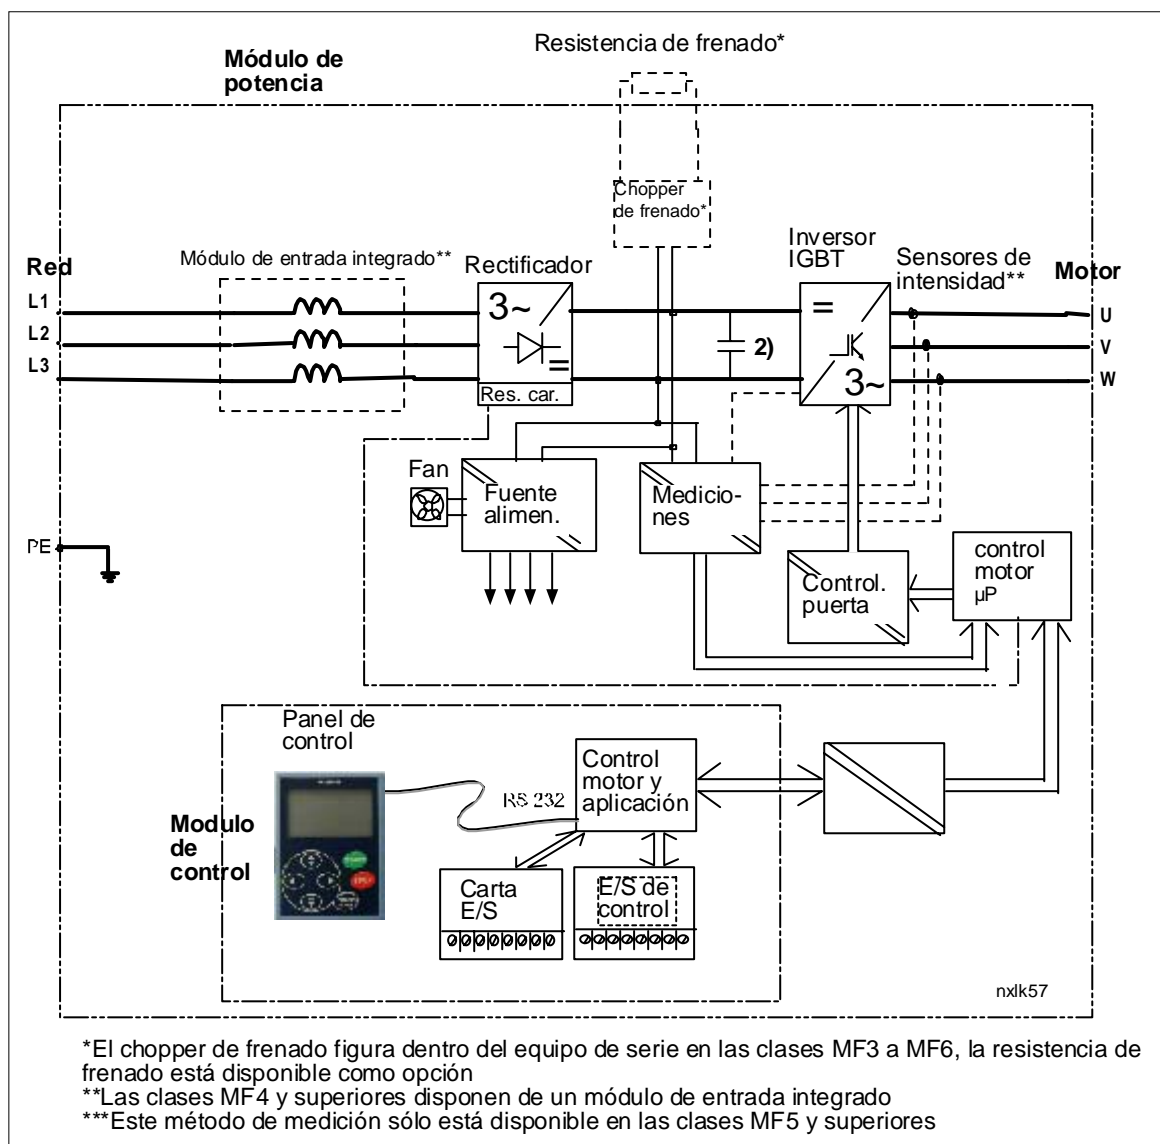 Resistencia de frenado*
Módulo de
potencia
Chopper
de frenado*
Inversor
IGBT
Sensores de
intensidad**
Motor
Red
Módulo de entrada integrado**
Rectificador
L1
L2
L3
3~
=
Res. car.
2)
=
3~
U
V
W
Fan
Fuente
alimen.
Medicio-
nes
PE
Control.
puerta
control
motor
µP
Panel de
control
Control
motor y
aplicación
RS 232
Modulo
de
control
Carta
E/S
E/S de
control
nxlk57
*El chopper de frenado figura dentro del equipo de serie en las clases MF3 a MF6, la resistencia de
frenado está disponible como opción
**Las clases MF4 y superiores disponen de un módulo de entrada integrado
***Este método de medición sólo está disponible en las clases MF5 y superiores